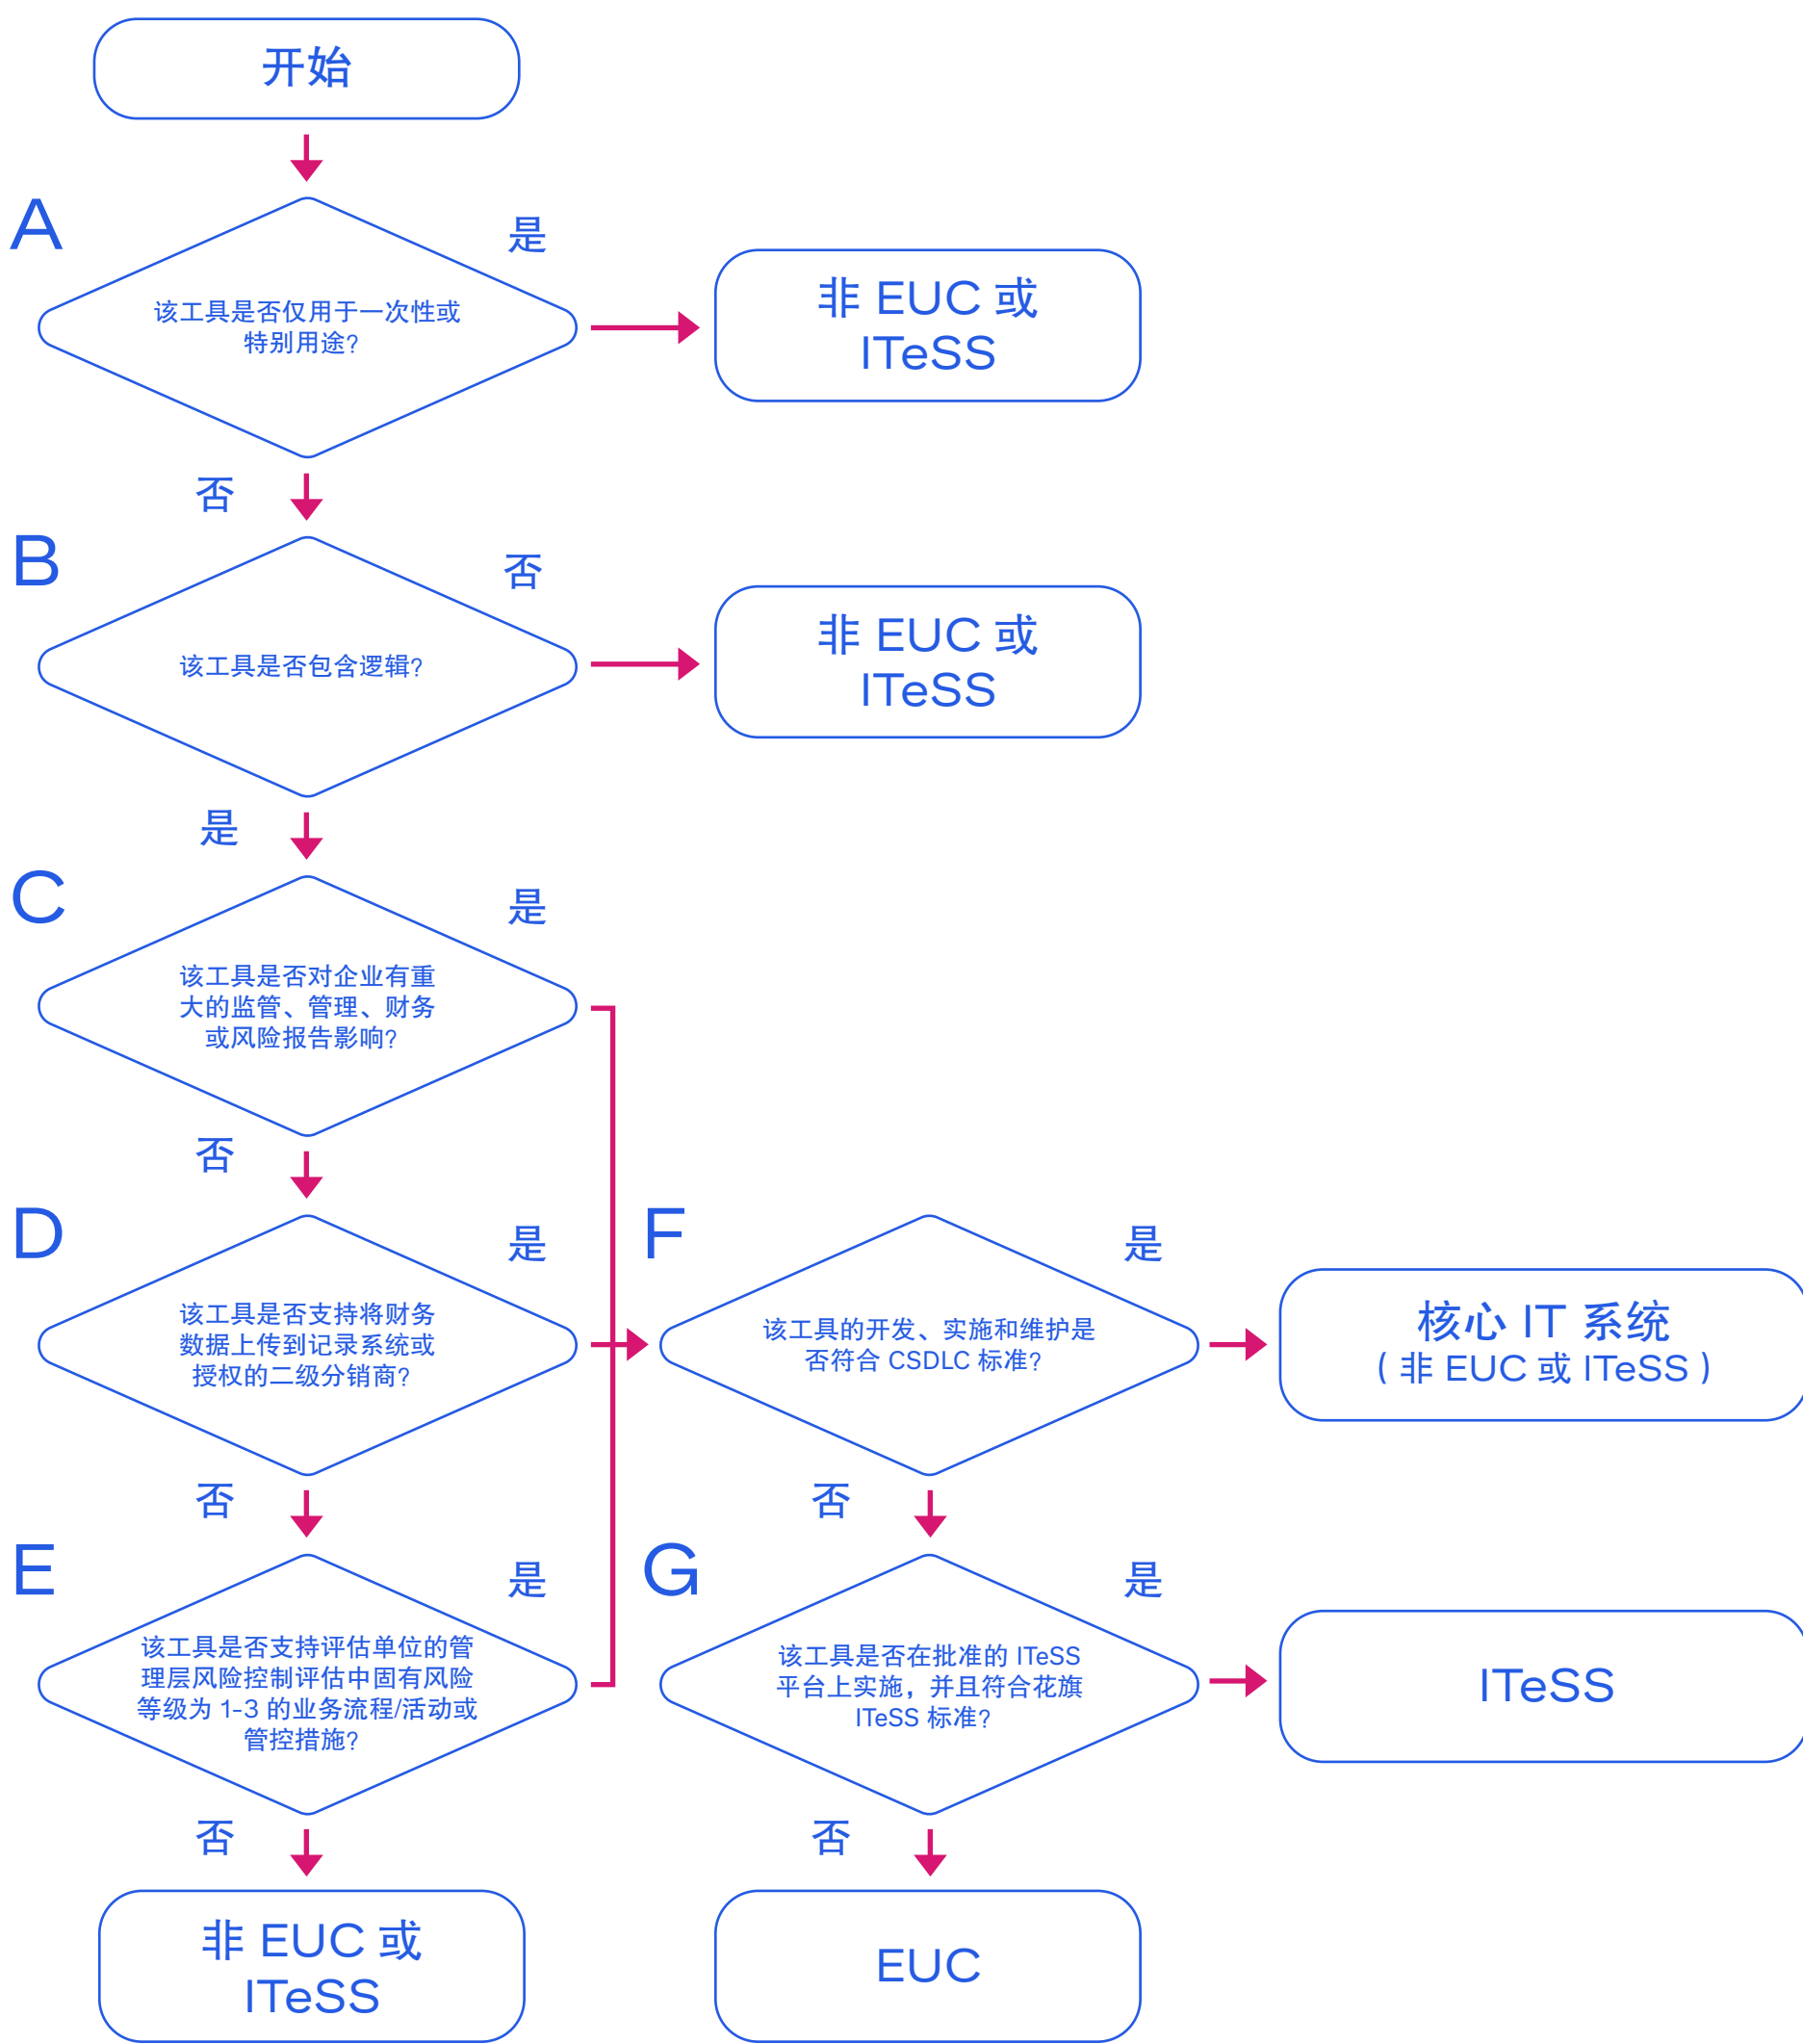 开始
A
是
该工具是否仅用于一次性或
特别用途?
非 EUC 或
ITeSS
否
B
否
该工具是否包含逻辑?
非 EUC 或
ITeSS
是
C
是
该工具是否对企业有重
大的监管、管理、财务
或风险报告影响?
否
D
是
该工具是否支持将财务
数据上传到记录系统或
授权的二级分销商?
F
是
该工具的开发、实施和维护是
否符合 CSDLC 标准?
核心 IT 系统
( 非 EUC 或 ITeSS )
否
否
E
是
该工具是否支持评估单位的管
理层风险控制评估中固有风险
等级为 1-3 的业务流程/活动或
管控措施?
G
是
该工具是否在批准的 ITeSS
平台上实施，并且符合花旗
ITeSS 标准?
ITeSS
否
否
非 EUC 或
ITeSS
EUC